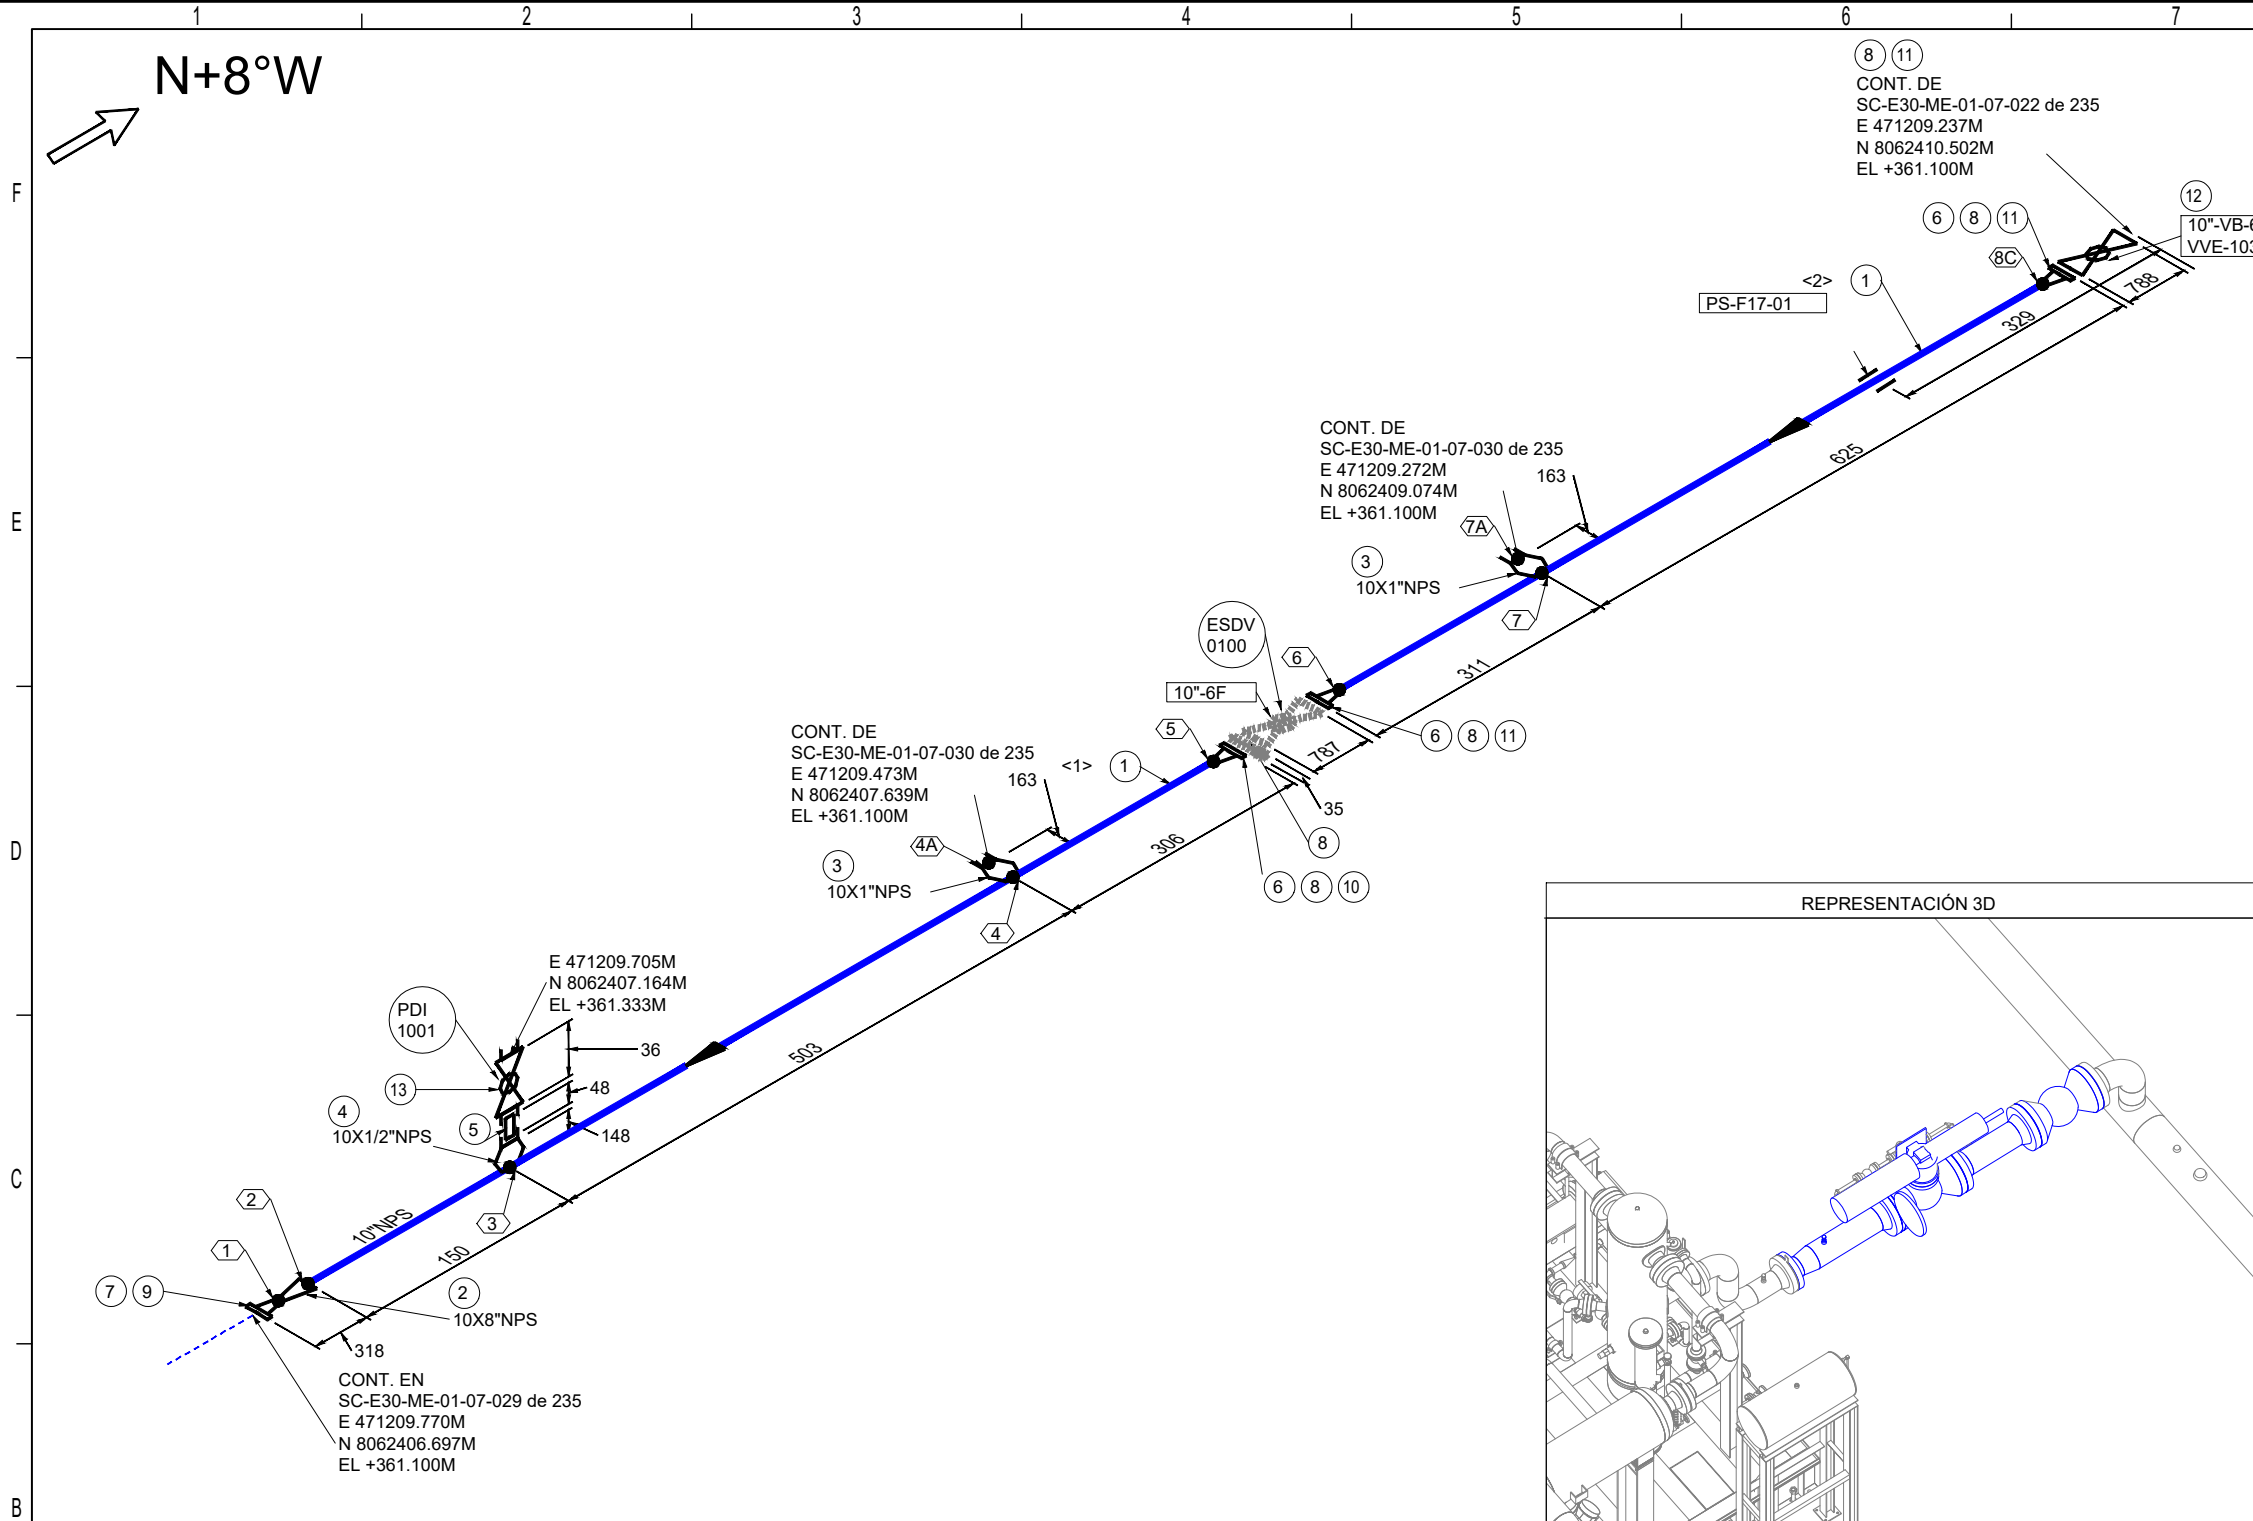 1 2 3 4 5 6 7
N+8°W
8 11
CONT. DE
SC-E30-ME-01-07-022 de 235
E 471209.237M
N 8062410.502M
EL +361.100M
F
12
10"-VB-6
VVE-103
6 8 11
8C
788
<2> 1
PS-F17-01
329
625
CONT. DE
SC-E30-ME-01-07-030 de 235
E 471209.272M
N 8062409.074M
EL +361.100M
163
E
7A
3
10X1"NPS
7
ESDV
0100
6
311
10"-6F
5
6 8 11
787
35
CONT. DE
SC-E30-ME-01-07-030 de 235
E 471209.473M
N 8062407.639M
EL +361.100M
163
<1> 1
306
8
D
4A
3
10X1"NPS
6 8 10
4
REPRESENTACIÓN 3D
E 471209.705M
N 8062407.164M
EL +361.333M
PDI
1001
36
503
13
48
4
10X1/2"NPS
5
148
C
2
3
10"NPS
1
150
7 9
2
10X8"NPS
318
CONT. EN
SC-E30-ME-01-07-029 de 235
E 471209.770M
N 8062406.697M
EL +361.100M
B